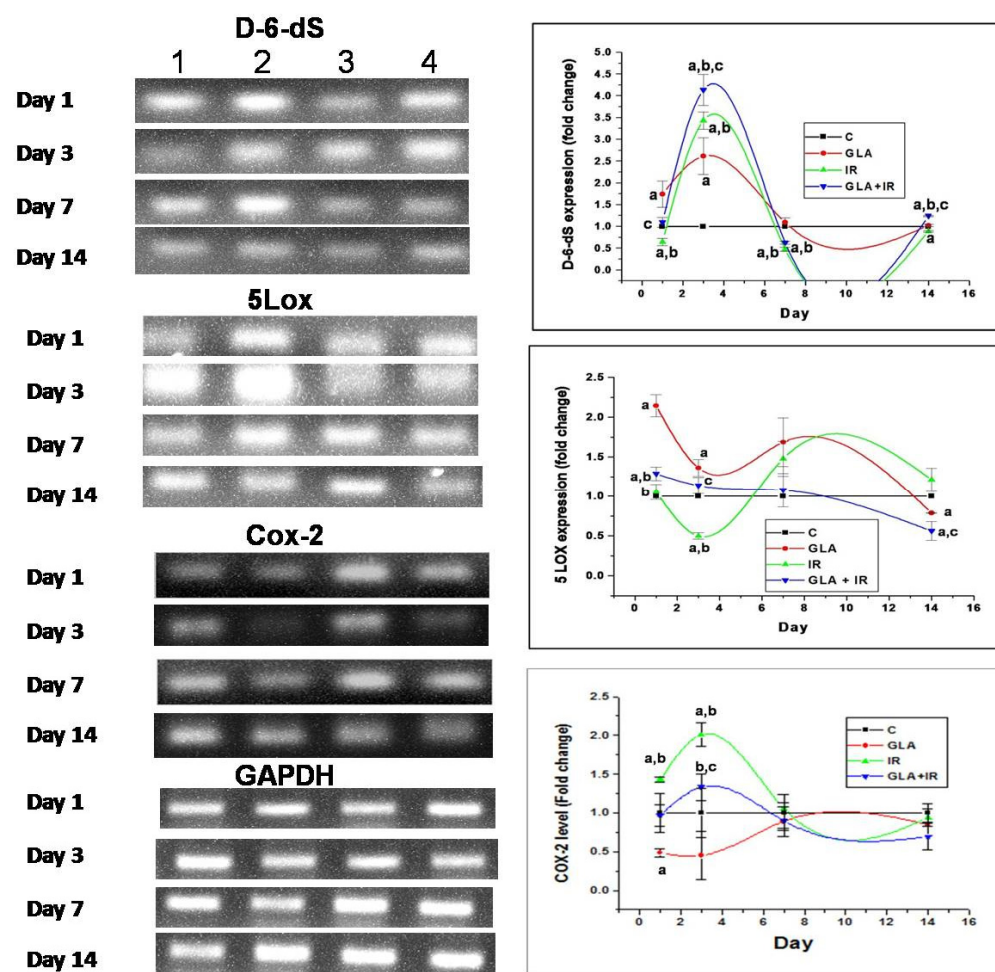 D-6-dS
1 2 3 4
Day 1
Day 3
Day 7
Day 14
5Lox
Day 1
Day 3
Day 7
Day 14
Cox-2
Day 1
Day 3
Day 7
Day 14
GAPDH
Day 1
Day 3
Day 7
Day 14
D-6-dS expression (fold change)
5.0
4.5
4.0
3.5
3.0
2.5
2.0
1.5
1.0
0.5
0.0
a,b,c
a,b
a
a
c
a,b
a,b
a,b
a,b,c
a
C
GLA
IR
GLA+IR
0 2 4 6 8 10 12 14 16
Day
5 LOX expression (fold change)
2.5
2.0
1.5
1.0
0.5
0.0
a
a
a,b
c
b
a,b
a
a,c
C
GLA
IR
GLA + IR
0 2 4 6 8 10 12 14 16
Day
COX-2 level (Fold change)
2.5
2.0
1.5
1.0
0.5
0.0
a,b
a,b
b,c
a
C
GLA
IR
GLA+IR
0 2 4 6 8 10 12 14 16
Day